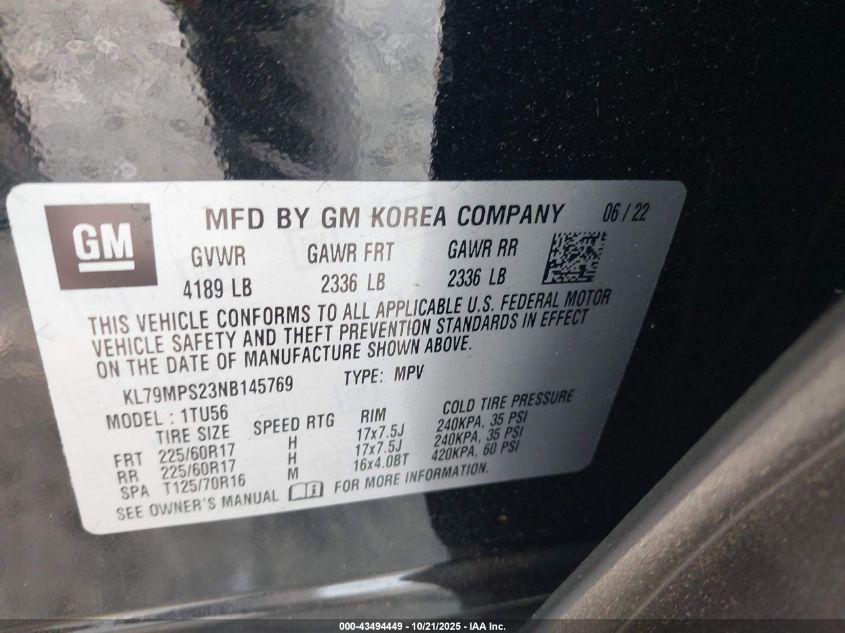 GM
MFD BY GM KOREA COMPANY 06 / 22
GVWR GAWR FRT GAWR RR
4189 LB 2336 LB 2336 LB
THIS VEHICLE CONFORMS TO ALL APPLICABLE U.S. FEDERAL MOTOR
VEHICLE SAFETY AND THEFT PREVENTION STANDARDS IN EFFECT
ON THE DATE OF MANUFACTURE SHOWN ABOVE.
KL79MPS23NB145769 TYPE: MPV
MODEL: 1TU56
TIRE SIZE SPEED RTG RIM COLD TIRE PRESSURE
FRT 225/60R17 H 17x7.5J 240KPA, 35 PSI
RR 225/60R17 H 17x7.5J 240KPA, 35 PSI
SPA T125/70R16 M 16x4.0BT 420KPA, 60 PSI
SEE OWNER'S MANUAL FOR MORE INFORMATION.
000-43494449 - 10/21/2025 - IAA Inc.